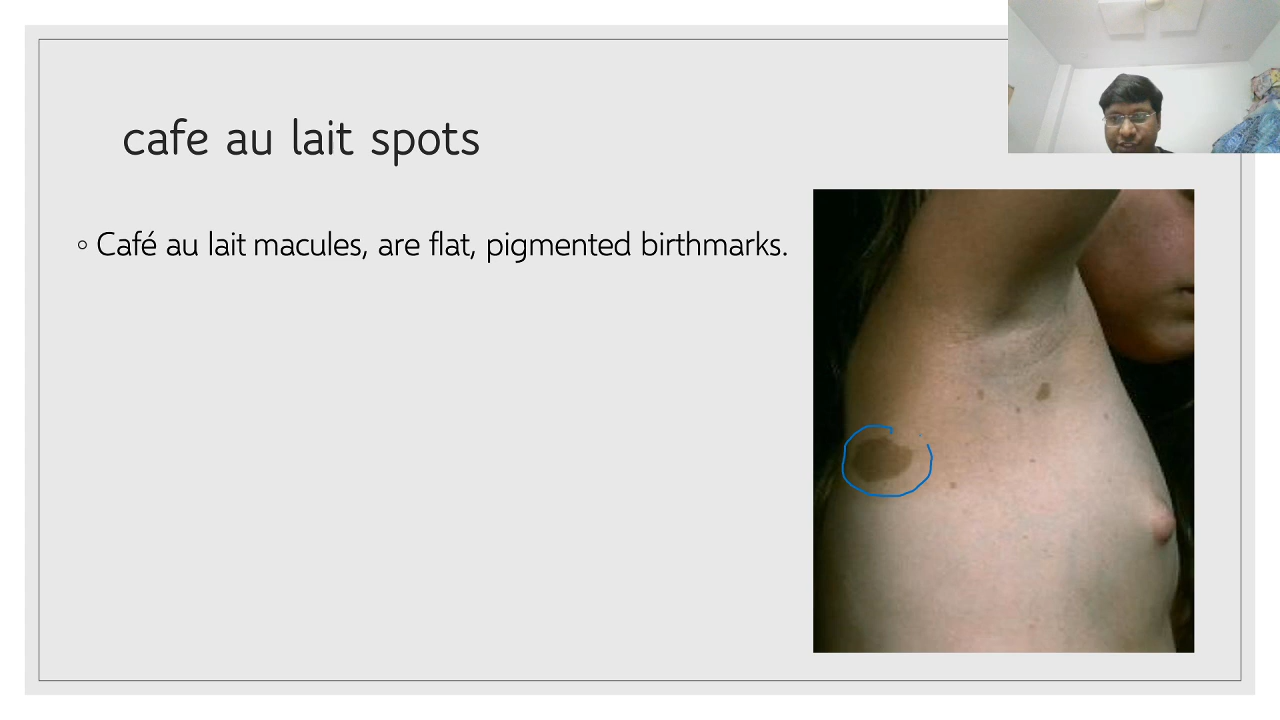 cafe au lait spots
◦ Café au lait macules, are flat, pigmented birthmarks.